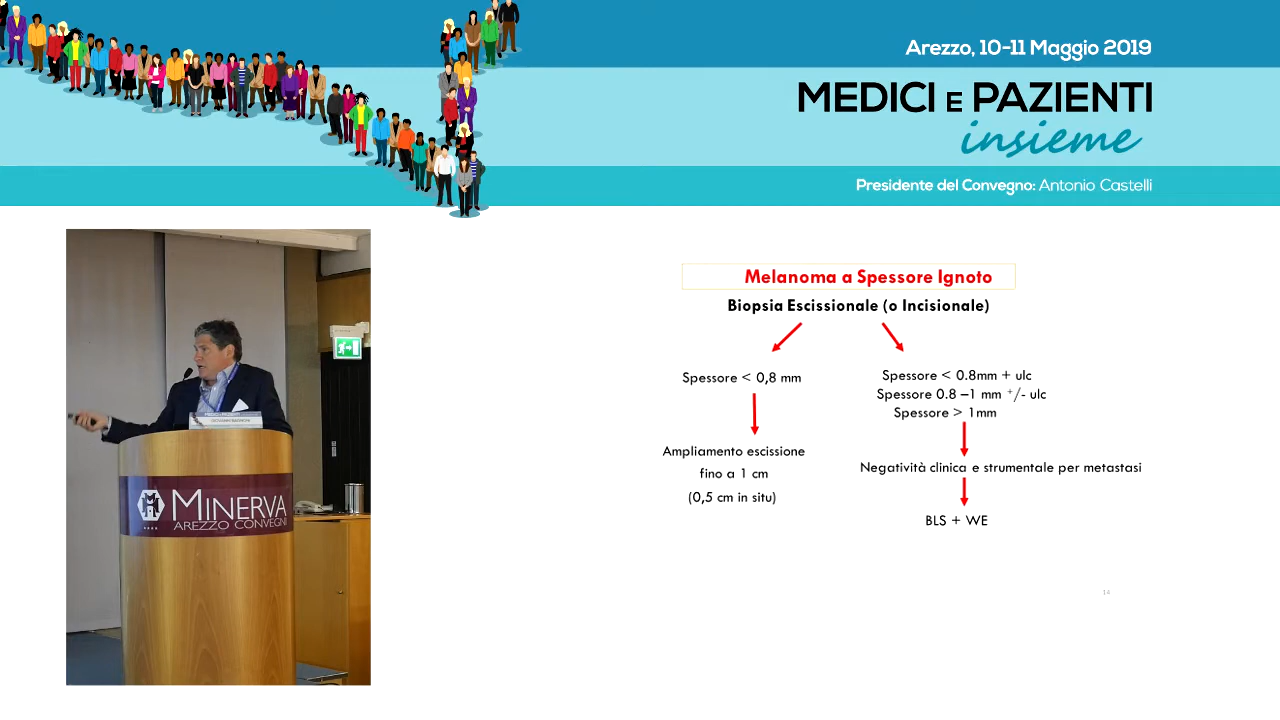 Arezzo, 10-11 Maggio 2019
MEDICI E PAZIENTI
insieme
Presidente del Convegno: Antonio Castelli
Melanoma a Spessore Ignoto
Biopsia Escissionale (o Incisionale)
Spessore < 0,8 mm
Ampliamento escissione
fino a 1 cm
(0,5 cm in situ)
Spessore < 0.8mm + ulc
Spessore 0.8 –1 mm +/- ulc
Spessore > 1mm
Negatività clinica e strumentale per metastasi
BLS + WE
14
MINERVA
AREZZO CONVEGNI